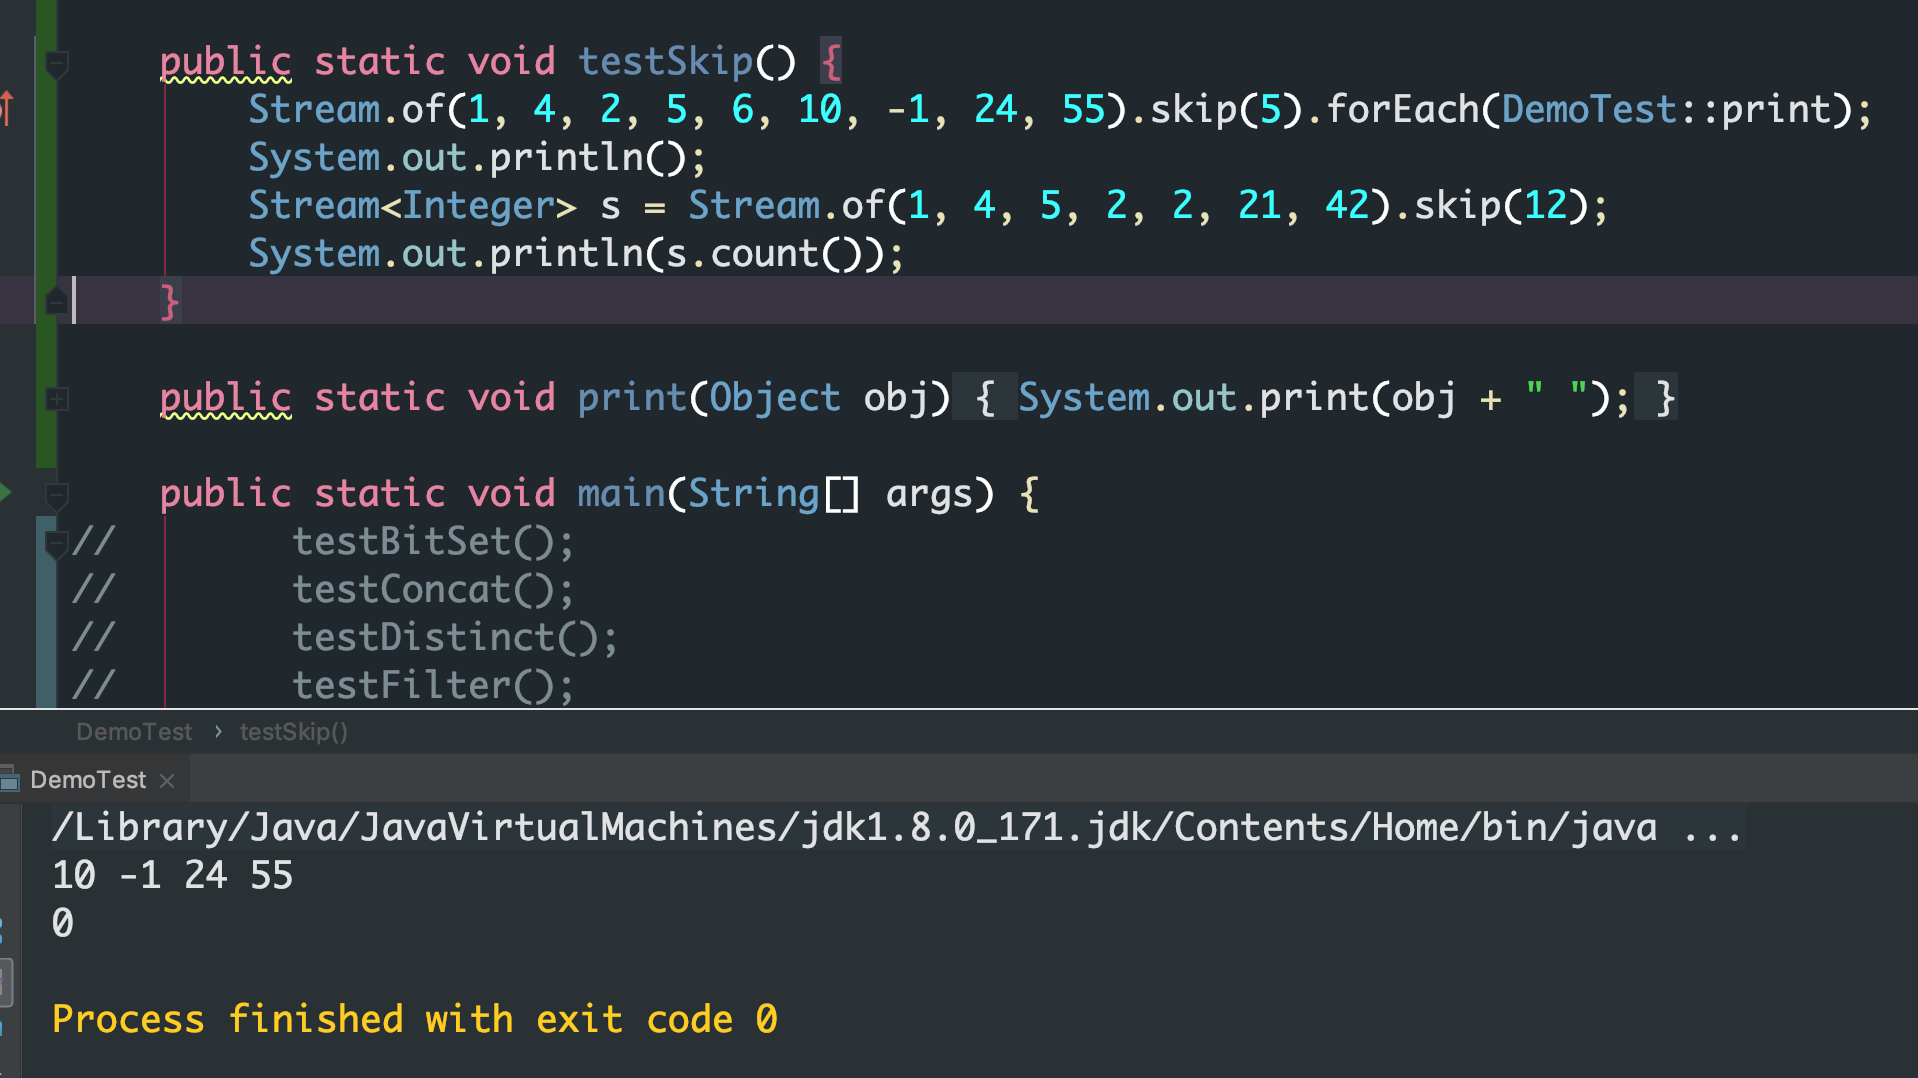 public static void testSkip() {
Stream.of(1, 4, 2, 5, 6, 10, -1, 24, 55).skip(5).forEach(DemoTest::print);
System.out.println();
Stream<Integer> s = Stream.of(1, 4, 5, 2, 2, 21, 42).skip(12);
System.out.println(s.count());
}
public static void print(Object obj) { System.out.print(obj + " "); }
public static void main(String[] args) {
// testBitSet();
// testConcat();
// testDistinct();
// testFilter();
DemoTest › testSkip()
DemoTest ×
/Library/Java/JavaVirtualMachines/jdk1.8.0_171.jdk/Contents/Home/bin/java ...
10 -1 24 55
0
Process finished with exit code 0